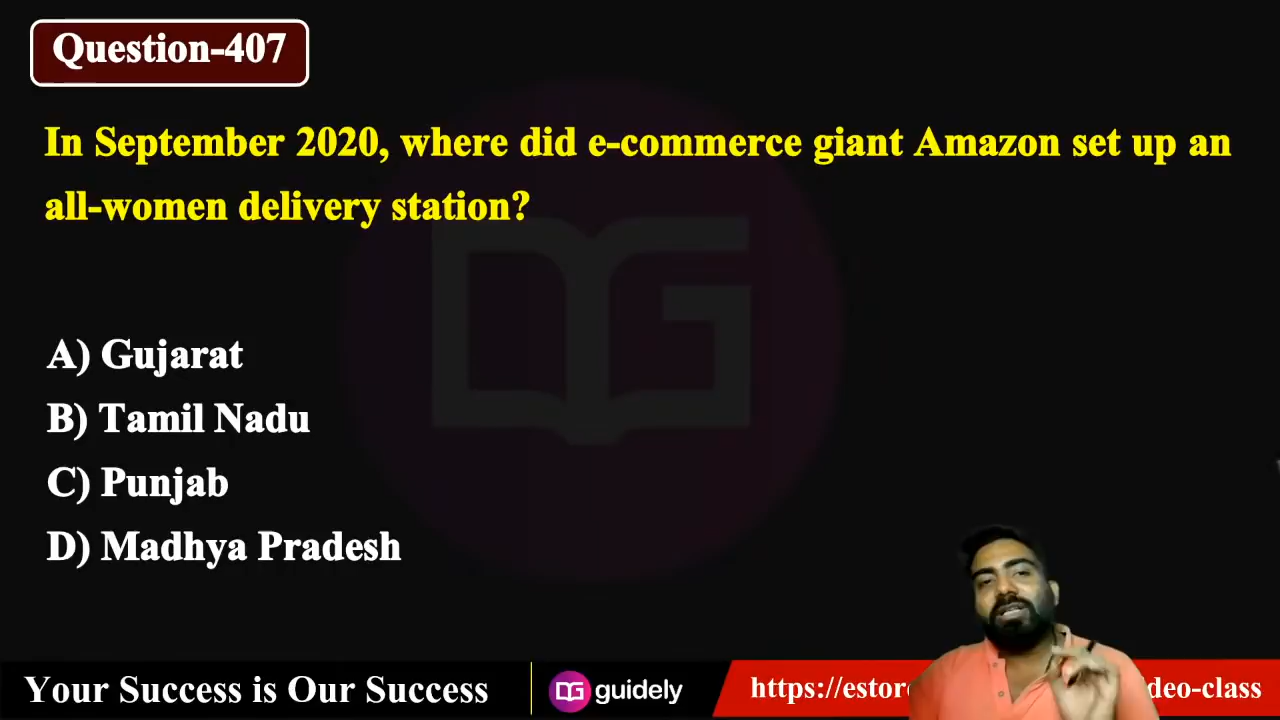 Question-407
In September 2020, where did e-commerce giant Amazon set up an
all-women delivery station?
A) Gujarat
B) Tamil Nadu
C) Punjab
D) Madhya Pradesh
Your Success is Our Success
guidely
https://estor deo-class